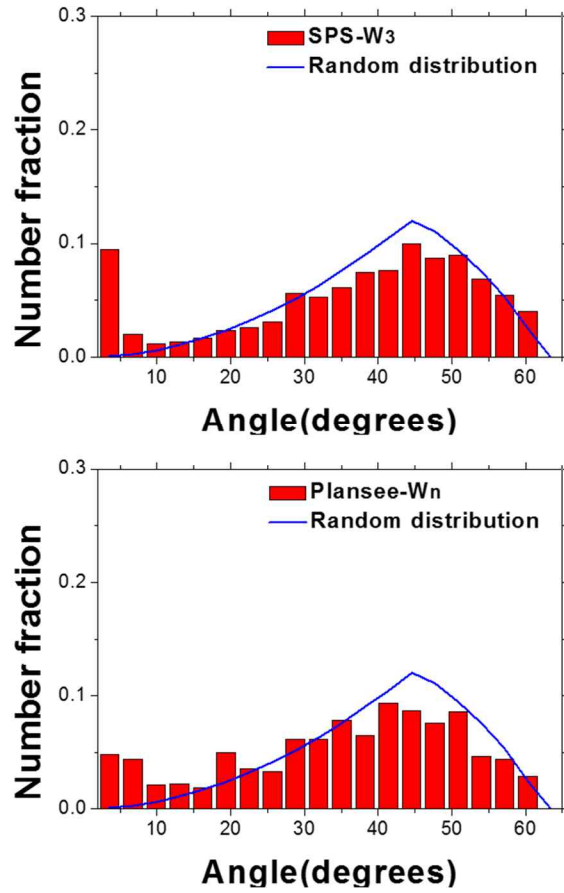 0.3
SPS-W3
Random distribution
0.2
Number fraction
0.1
0.0
10 20 30 40 50 60
Angle(degrees)
0.3
Plansee-Wn
Random distribution
0.2
Number fraction
0.1
0.0
10 20 30 40 50 60
Angle(degrees)